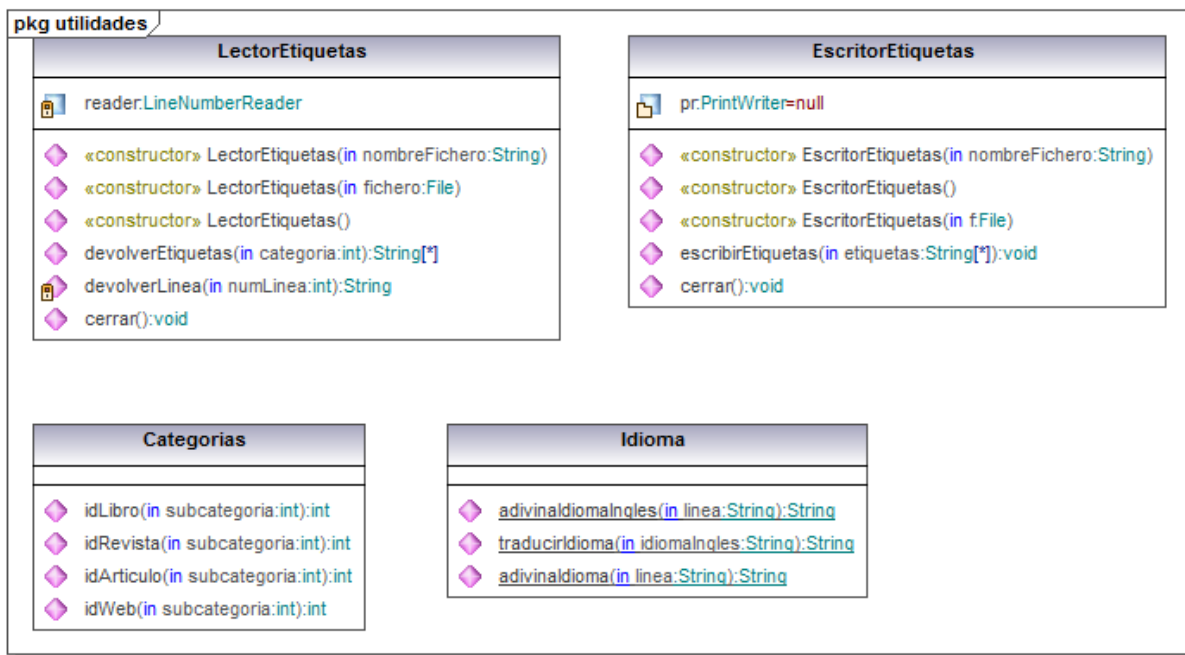 pkg utilidades
LectorEtiquetas
reader:LineNumberReader
«constructor» LectorEtiquetas(in nombreFichero:String)
«constructor» LectorEtiquetas(in fichero:File)
«constructor» LectorEtiquetas()
devolverEtiquetas(in categoria:int):String[*]
devolverLinea(in numLinea:int):String
cerrar():void
EscritorEtiquetas
pr:PrintWriter=null
«constructor» EscritorEtiquetas(in nombreFichero:String)
«constructor» EscritorEtiquetas()
«constructor» EscritorEtiquetas(in f:File)
escribirEtiquetas(in etiquetas:String[*]):void
cerrar():void
Categorias
idLibro(in subcategoria:int):int
idRevista(in subcategoria:int):int
idArticulo(in subcategoria:int):int
idWeb(in subcategoria:int):int
Idioma
adivinaIdiomaIngles(in linea:String):String
traducirIdioma(in idiomaIngles:String):String
adivinaIdioma(in linea:String):String